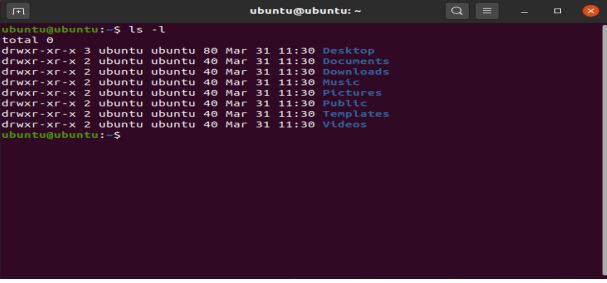 ubuntu@ubuntu: ~
ubuntu@ubuntu:~$ ls -l
total 0
drwxr-xr-x 3 ubuntu ubuntu 80 Mar 31 11:30 Desktop
drwxr-xr-x 2 ubuntu ubuntu 40 Mar 31 11:30 Documents
drwxr-xr-x 2 ubuntu ubuntu 40 Mar 31 11:30 Downloads
drwxr-xr-x 2 ubuntu ubuntu 40 Mar 31 11:30 Music
drwxr-xr-x 2 ubuntu ubuntu 40 Mar 31 11:30 Pictures
drwxr-xr-x 2 ubuntu ubuntu 40 Mar 31 11:30 Public
drwxr-xr-x 2 ubuntu ubuntu 40 Mar 31 11:30 Templates
drwxr-xr-x 2 ubuntu ubuntu 40 Mar 31 11:30 Videos
ubuntu@ubuntu:~$